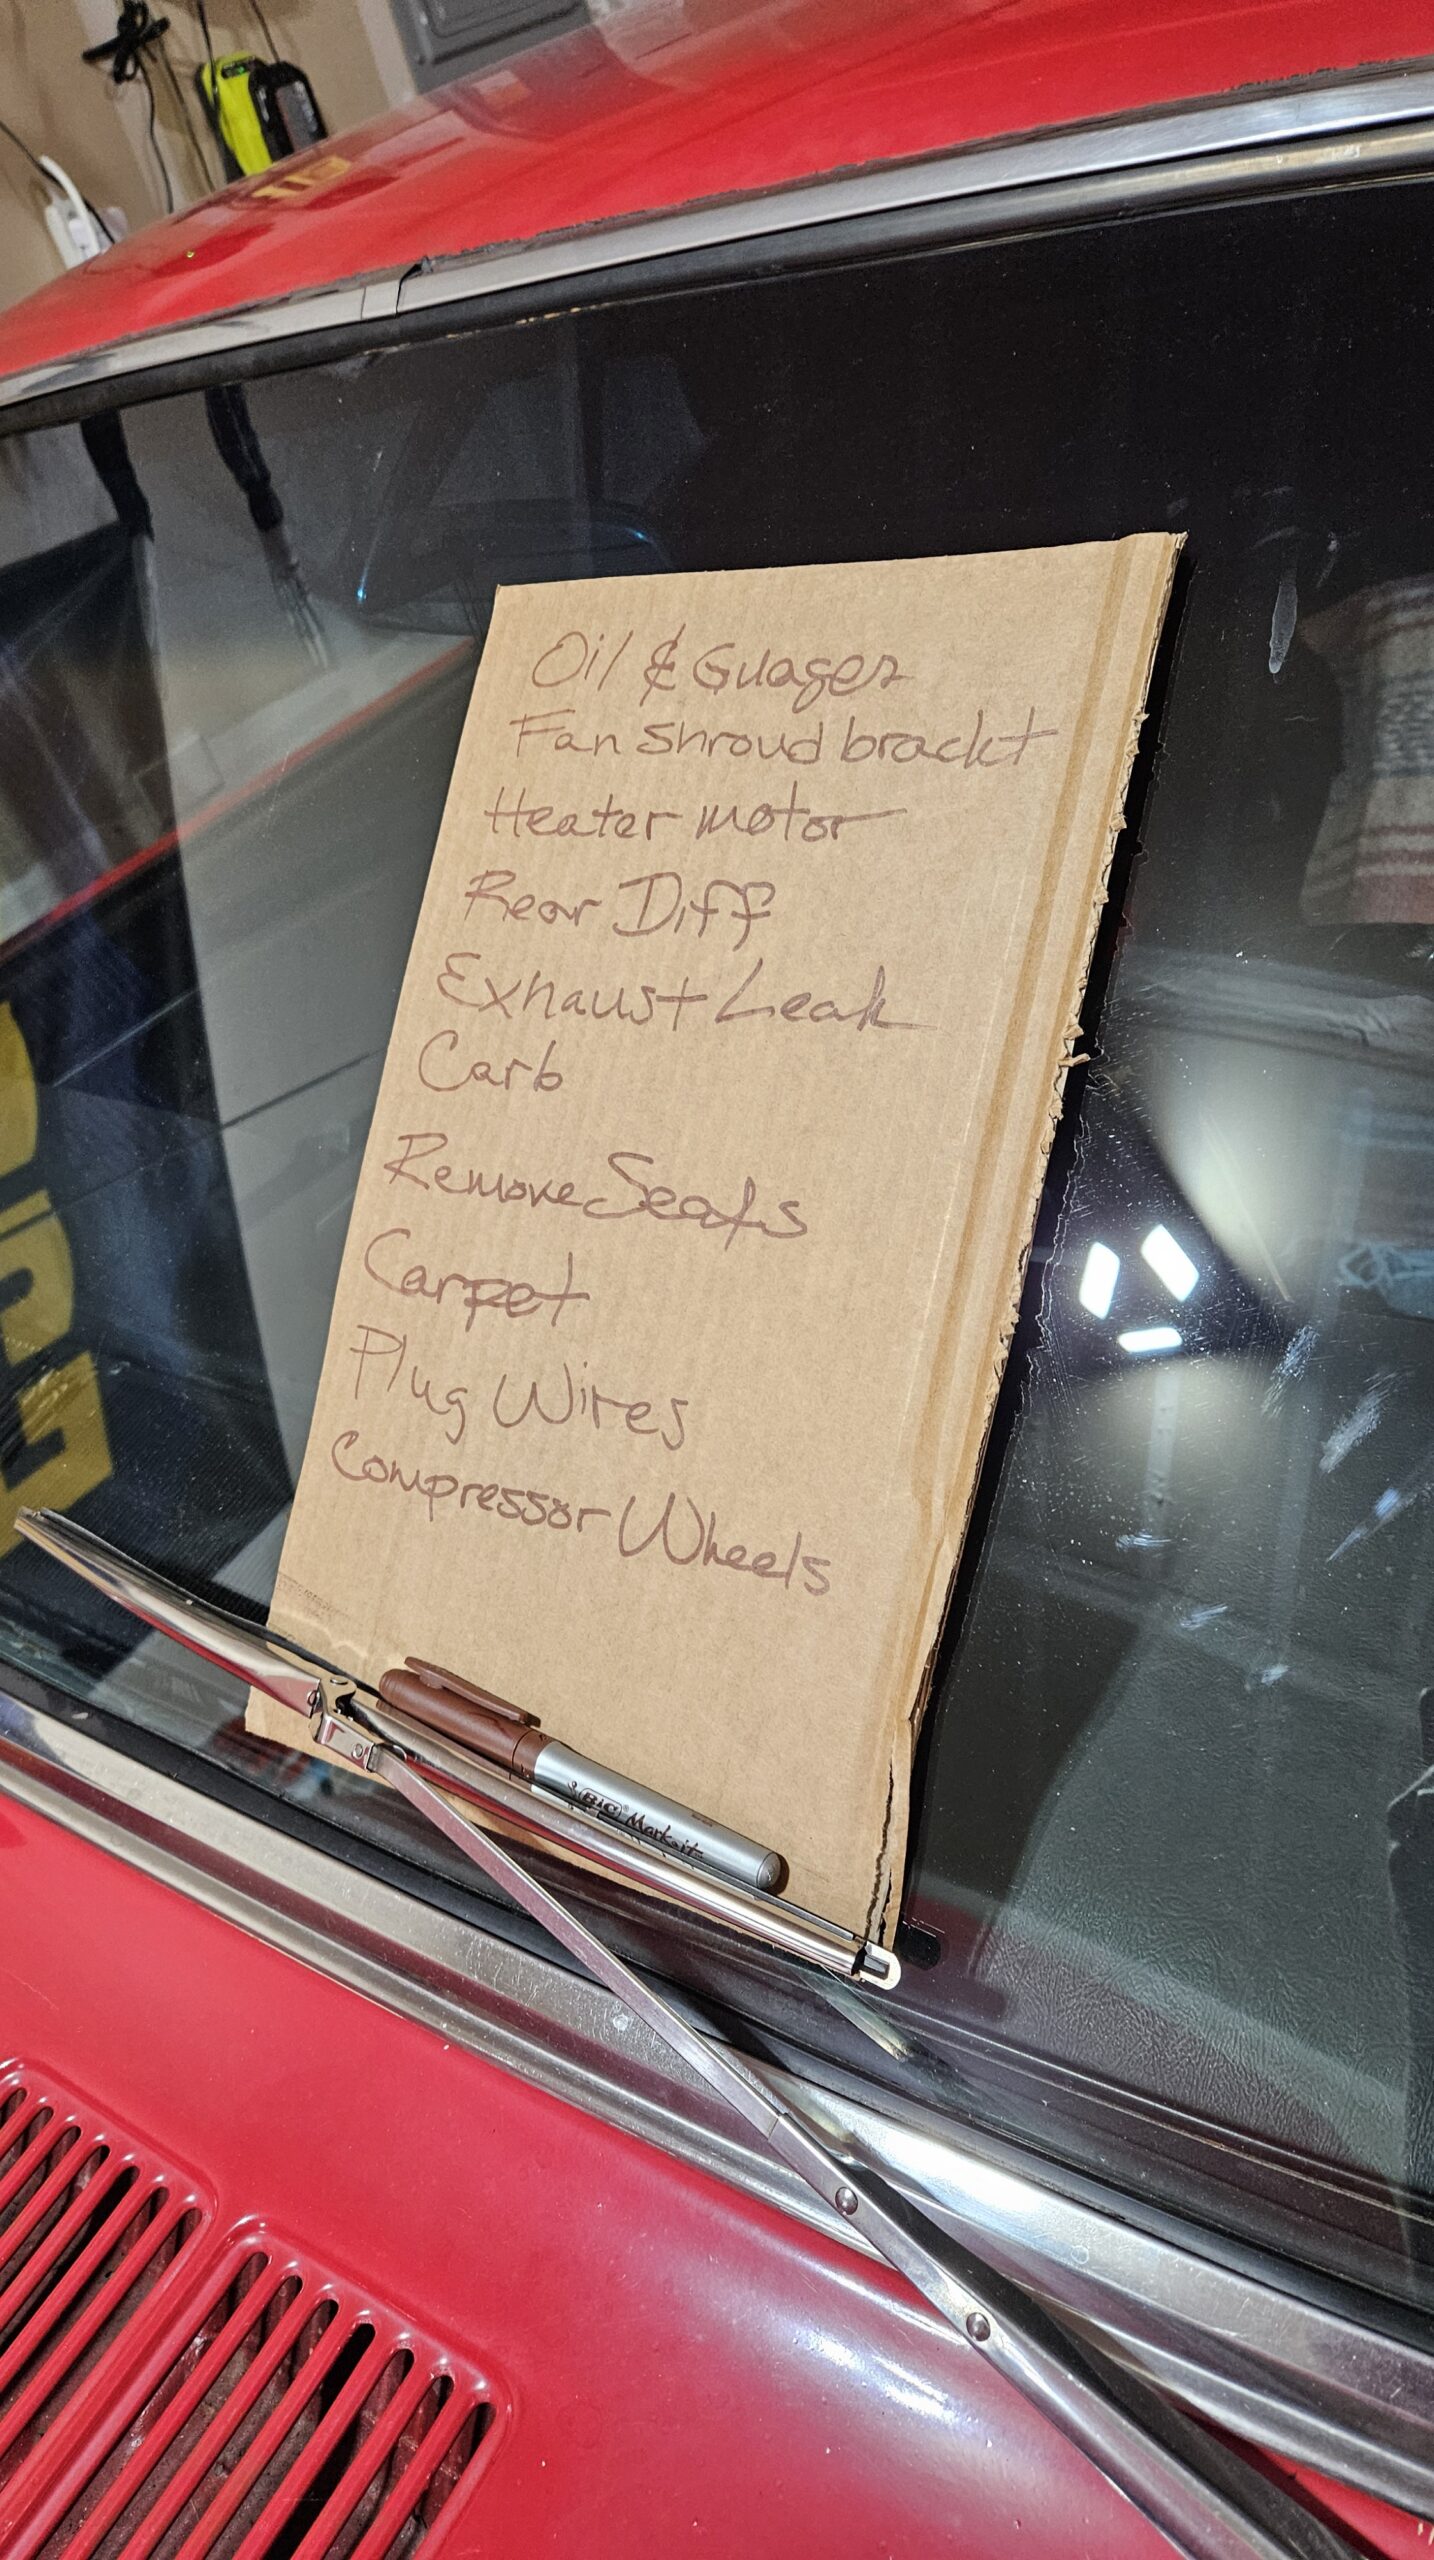 Oil & Guages
Fan shroud brackt
Heater motor
Rear Diff
Exhaust Leak
Carb
Remove Seats
Carpet
Plug Wires
Compressor Wheels
BIC Mark-it